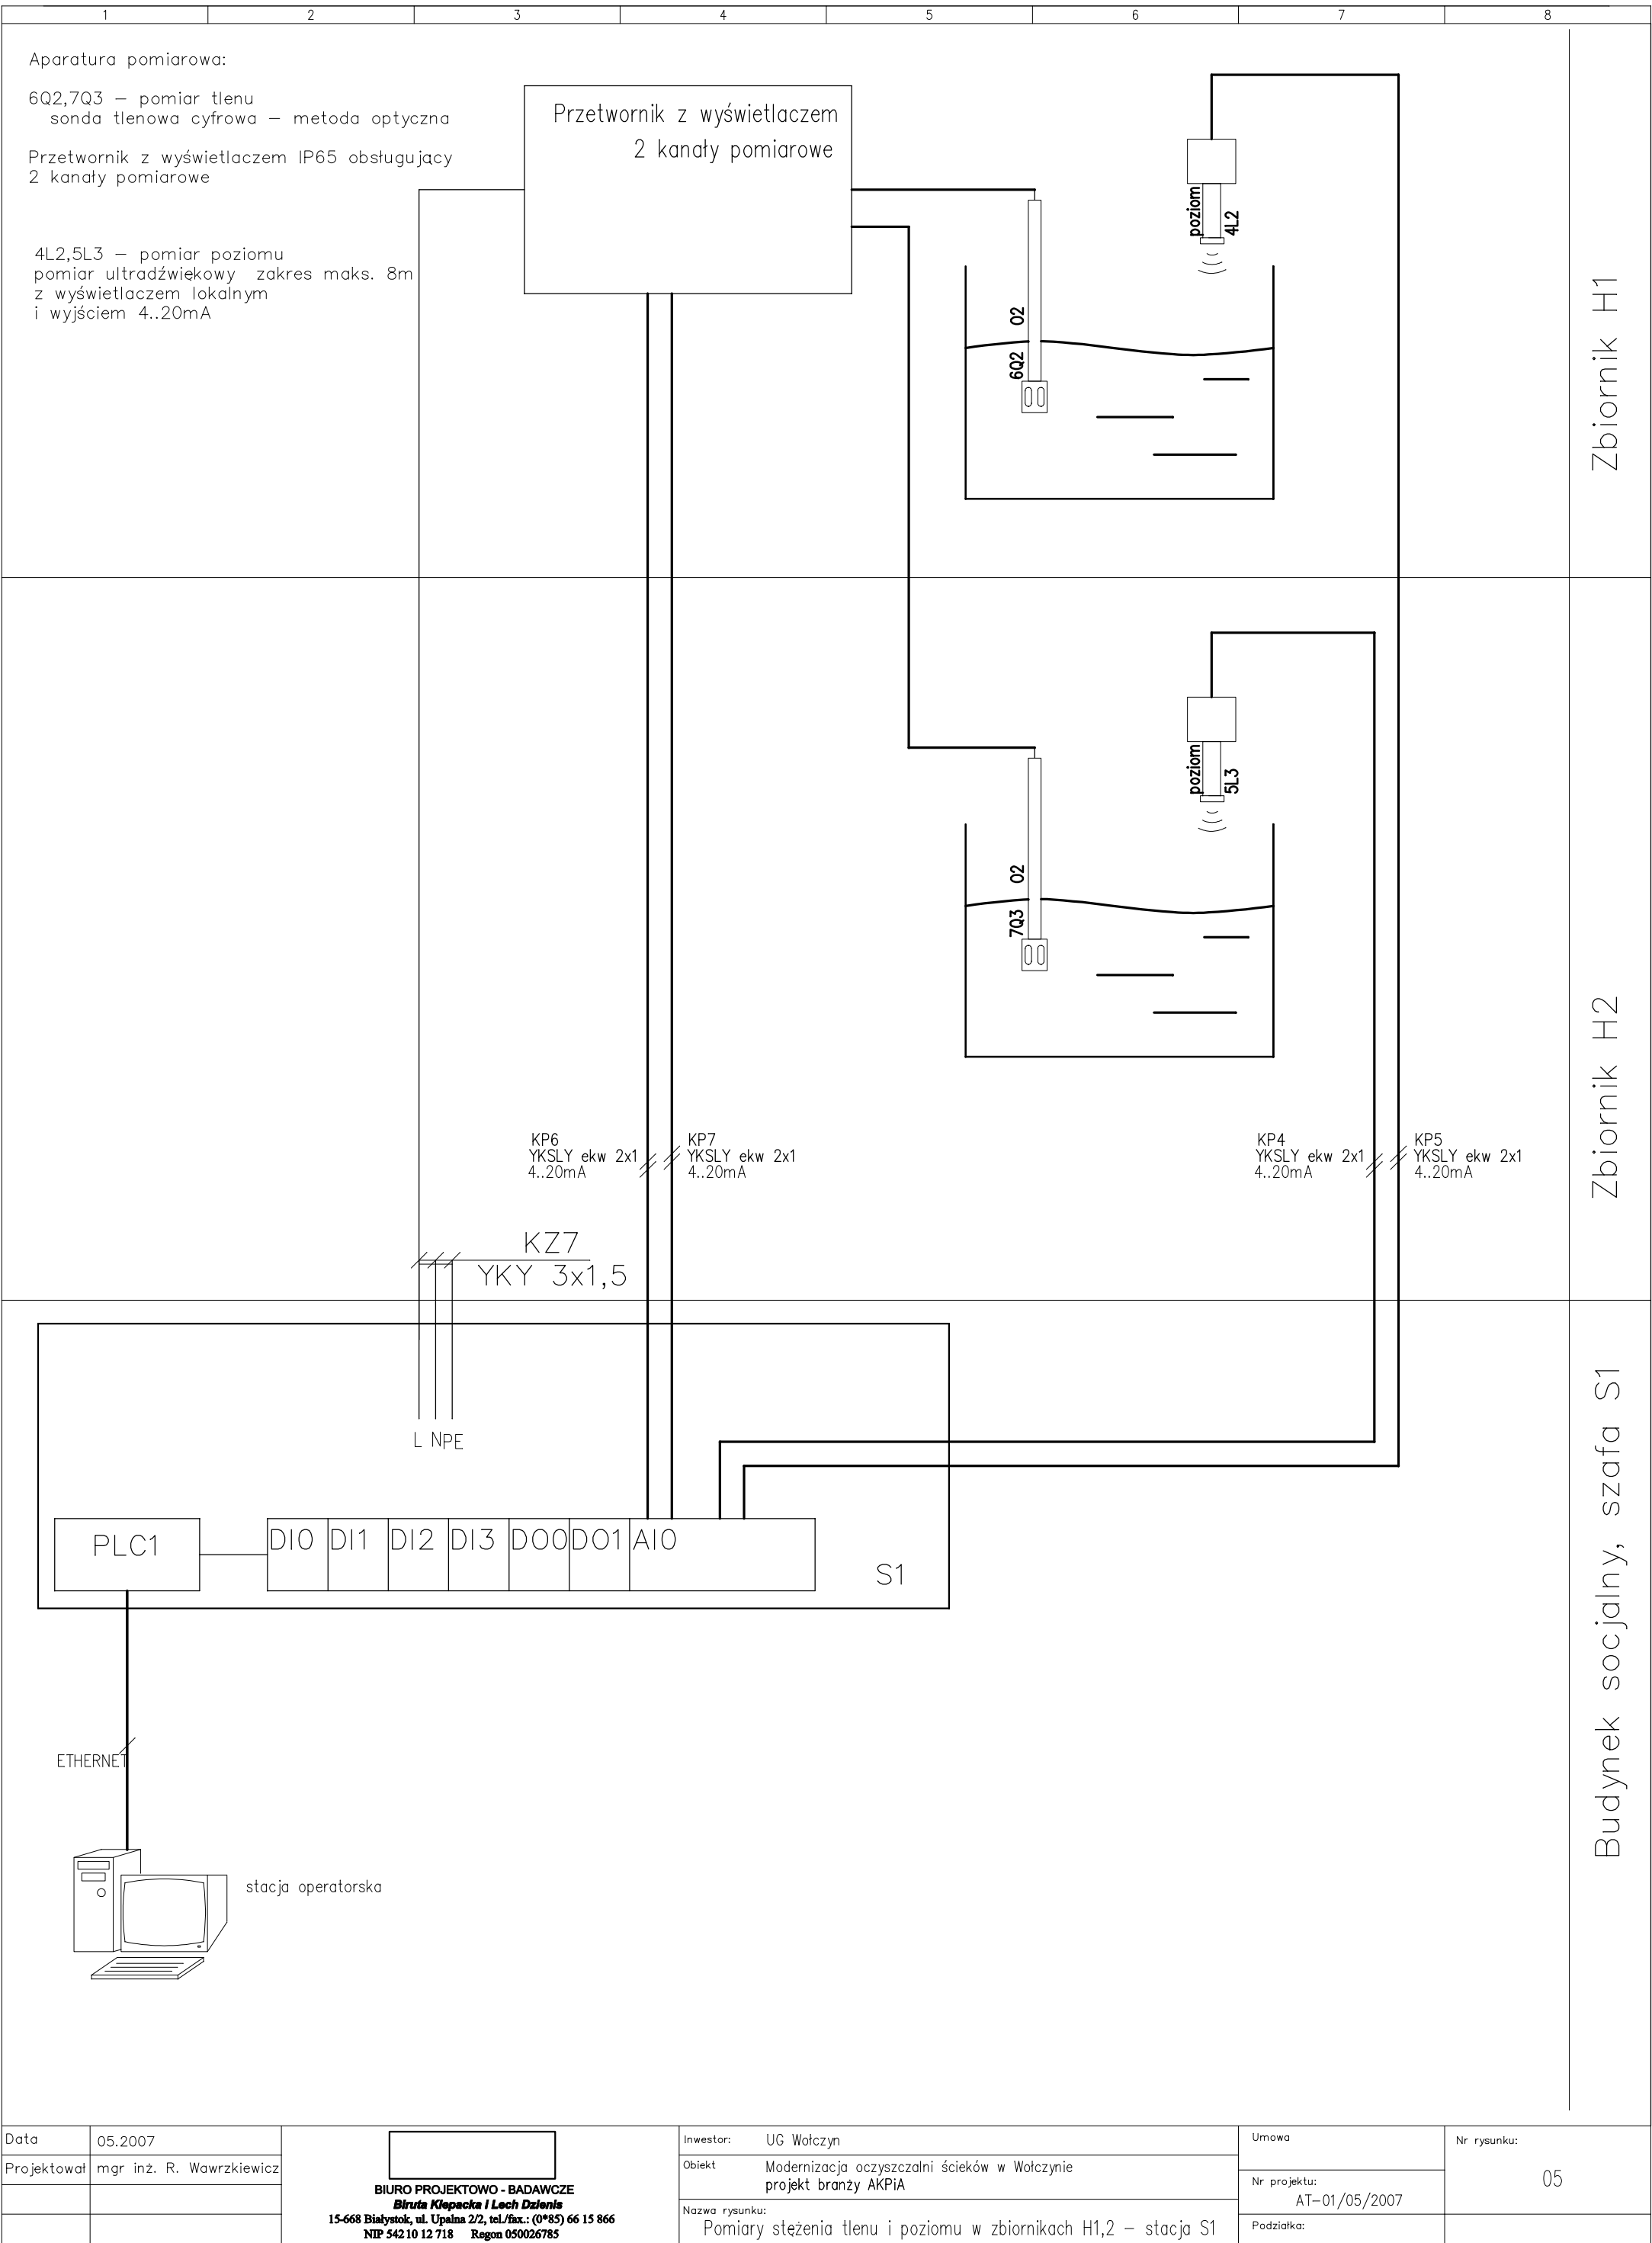 1 2 3 4 5 6 7 8
Aparatura pomiarowa:
6Q2,7Q3 – pomiar tlenu
sonda tlenowa cyfrowa – metoda optyczna
Przetwornik z wyświetlaczem IP65 obsługujący
2 kanały pomiarowe
4L2,5L3 – pomiar poziomu
pomiar ultradźwiękowy zakres maks. 8m
z wyświetlaczem lokalnym
i wyjściem 4..20mA
Przetwornik z wyświetlaczem
2 kanały pomiarowe
poziom
4L2
6Q2 O2
Zbiornik H1
poziom
5L3
7Q3 O2
Zbiornik H2
KP6
YKSLY ekw 2x1
4..20mA
KP7
YKSLY ekw 2x1
4..20mA
KP4
YKSLY ekw 2x1
4..20mA
KP5
YKSLY ekw 2x1
4..20mA
KZ7
YKY 3x1,5
L N PE
PLC1
DI0 DI1 DI2 DI3 DO0 DO1 AI0
S1
Budynek socjalny, szafa S1
ETHERNET
stacja operatorska
Data 05.2007
Projektował mgr inż. R. Wawrzkiewicz
BIURO PROJEKTOWO - BADAWCZE
Biruta Kłepacka i Lech Dzienis
15-668 Białystok, ul. Upalna 2/2, tel./fax.: (0*85) 66 15 866
NIP 542 10 12 718 Regon 050026785
Inwestor: UG Wołczyn
Obiekt Modernizacja oczyszczalni ścieków w Wołczynie
projekt branży AKPiA
Nazwa rysunku:
Pomiary stężenia tlenu i poziomu w zbiornikach H1,2 – stacja S1
Umowa
Nr projektu:
AT-01/05/2007
Podziałka:
Nr rysunku:
05